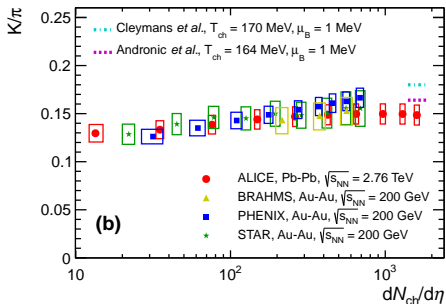 K/π
Cleymans et al., T_ch = 170 MeV, μ_B = 1 MeV
Andronic et al., T_ch = 164 MeV, μ_B = 1 MeV
0.2
0.15
0.1
0.05
0
(b)
ALICE, Pb-Pb, √s_NN = 2.76 TeV
BRAHMS, Au-Au, √s_NN = 200 GeV
PHENIX, Au-Au, √s_NN = 200 GeV
STAR, Au-Au, √s_NN = 200 GeV
10 10² 10³
dN_ch/dη